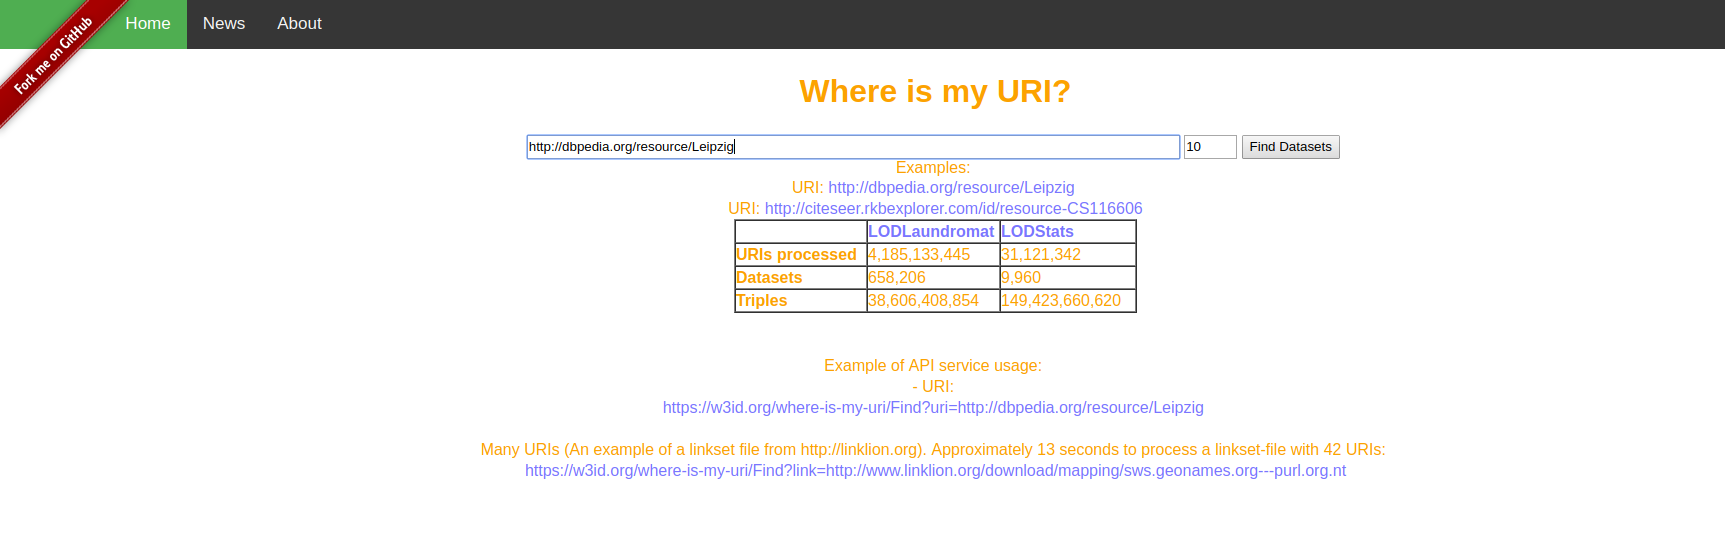 Fork me on GitHub
Home News About
Where is my URI?
http://dbpedia.org/resource/Leipzig 10 Find Datasets
Examples:
URI: http://dbpedia.org/resource/Leipzig
URI: http://citeseer.rkbexplorer.com/id/resource-CS116606
LODLaundromat LODStats
URIs processed 4,185,133,445 31,121,342
Datasets 658,206 9,960
Triples 38,606,408,854 149,423,660,620
Example of API service usage:
- URI:
https://w3id.org/where-is-my-uri/Find?uri=http://dbpedia.org/resource/Leipzig
Many URIs (An example of a linkset file from http://linklion.org). Approximately 13 seconds to process a linkset-file with 42 URIs:
https://w3id.org/where-is-my-uri/Find?link=http://www.linklion.org/download/mapping/sws.geonames.org---purl.org.nt